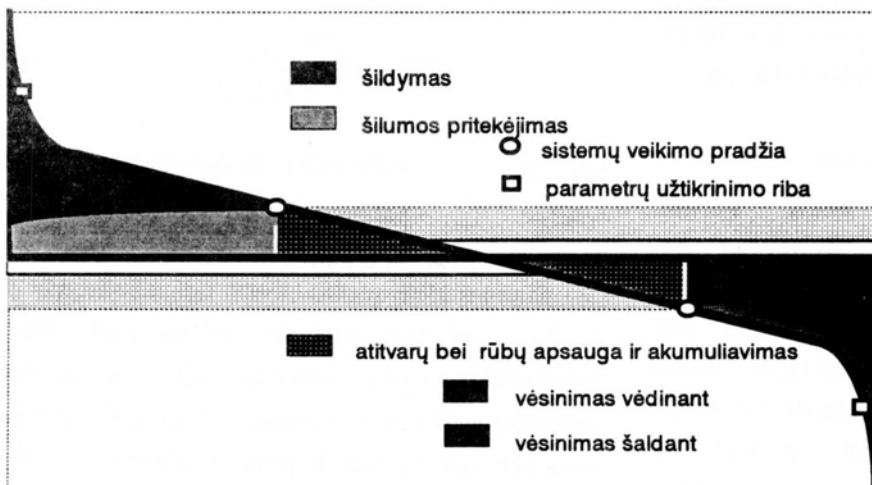 šildymas
šilumos pritekėjimas
sistemų veikimo pradžia
parametrų užtikrinimo riba
atitvarų bei rūbų apsauga ir akumuliavimas
vėsinimas vėdinant
vėsinimas šaldant